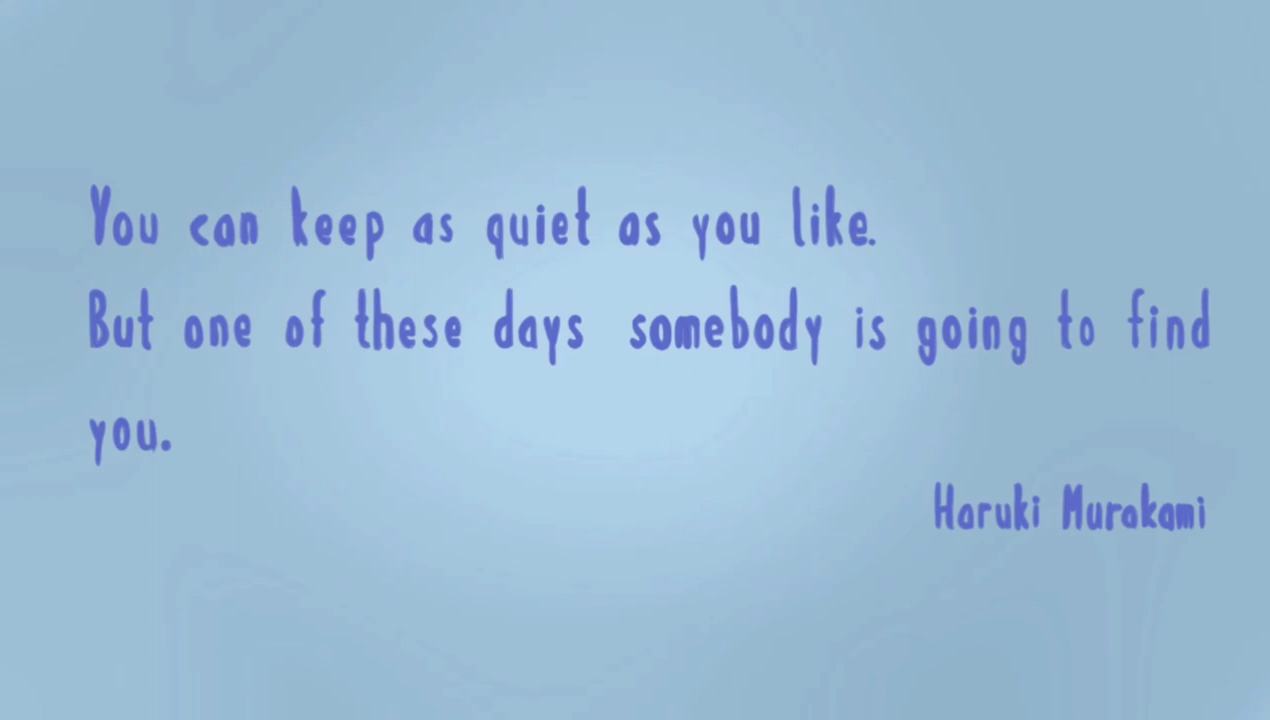 You can keep as quiet as you like.
But one of these days somebody is going to find
you.
Haruki Murakami